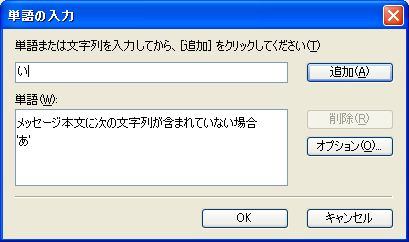 単語の入力
単語または文字列を入力してから、[追加] をクリックしてください(T)
い
追加(A)
単語(W):
メッセージ本文に次の文字列が含まれていない場合
'あ'
削除(R)
オプション(O)...
OK
キャンセル